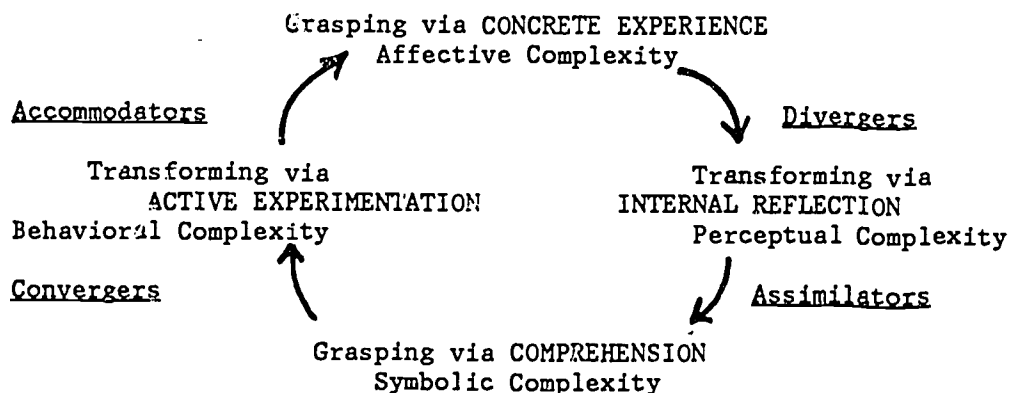 Grasping via CONCRETE EXPERIENCE
Affective Complexity
Accommodators
Divergers
Transforming via
ACTIVE EXPERIMENTATION
Behavioral Complexity
Transforming via
INTERNAL REFLECTION
Perceptual Complexity
Convergers
Assimilators
Grasping via COMPREHENSION
Symbolic Complexity